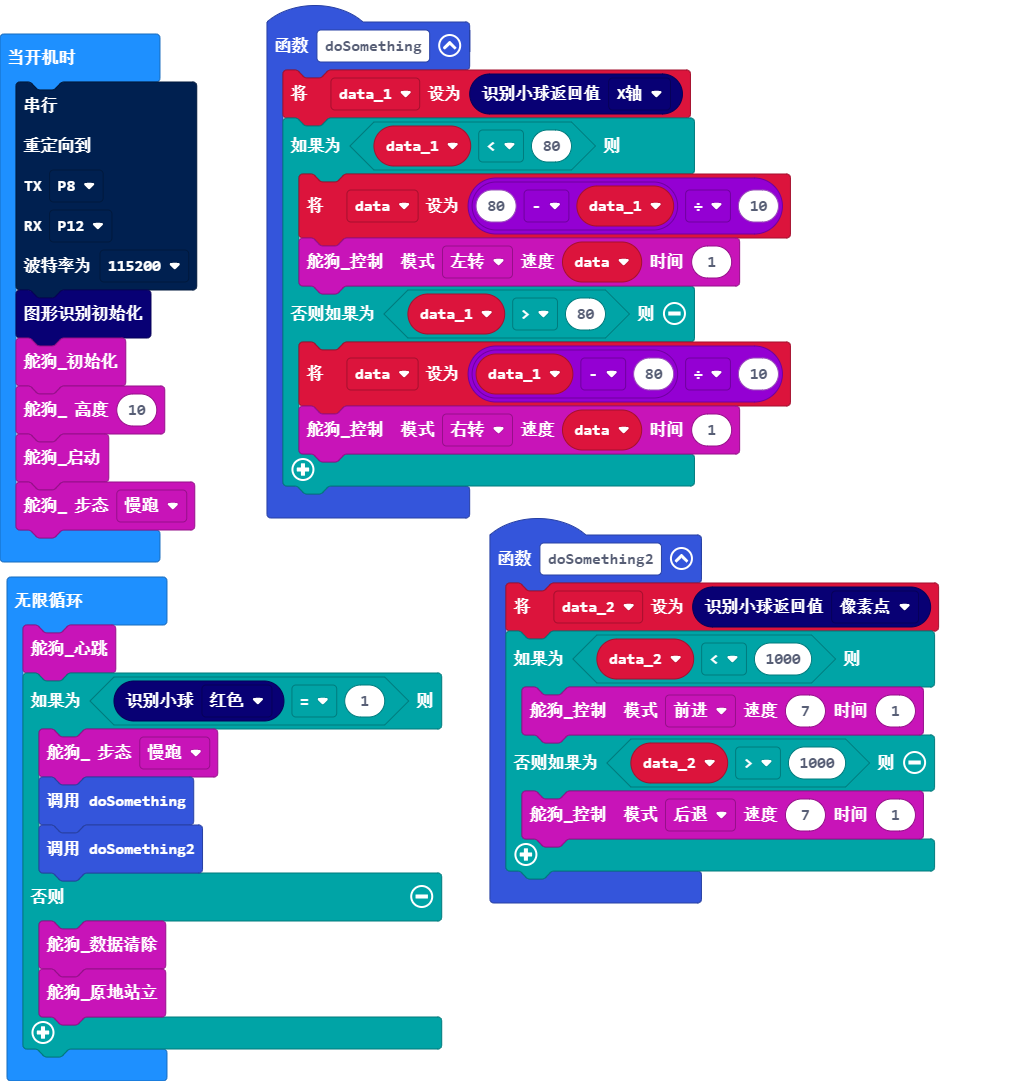 当开机时
串行
重定向到
TX P8
RX P12
波特率为 115200
图形识别初始化
舵狗_初始化
舵狗_ 高度 10
舵狗_启动
舵狗_ 步态 慢跑
函数 doSomething
将 data_1 设为 识别小球返回值 X轴
如果为 data_1 < 80 则
将 data 设为 80 - data_1 ÷ 10
舵狗_控制 模式 左转 速度 data 时间 1
否则如果为 data_1 > 80 则
将 data 设为 data_1 - 80 ÷ 10
舵狗_控制 模式 右转 速度 data 时间 1
无限循环
舵狗_心跳
如果为 识别小球 红色 = 1 则
舵狗_ 步态 慢跑
调用 doSomething
调用 doSomething2
否则
舵狗_数据清除
舵狗_原地站立
函数 doSomething2
将 data_2 设为 识别小球返回值 像素点
如果为 data_2 < 1000 则
舵狗_控制 模式 前进 速度 7 时间 1
否则如果为 data_2 > 1000 则
舵狗_控制 模式 后退 速度 7 时间 1